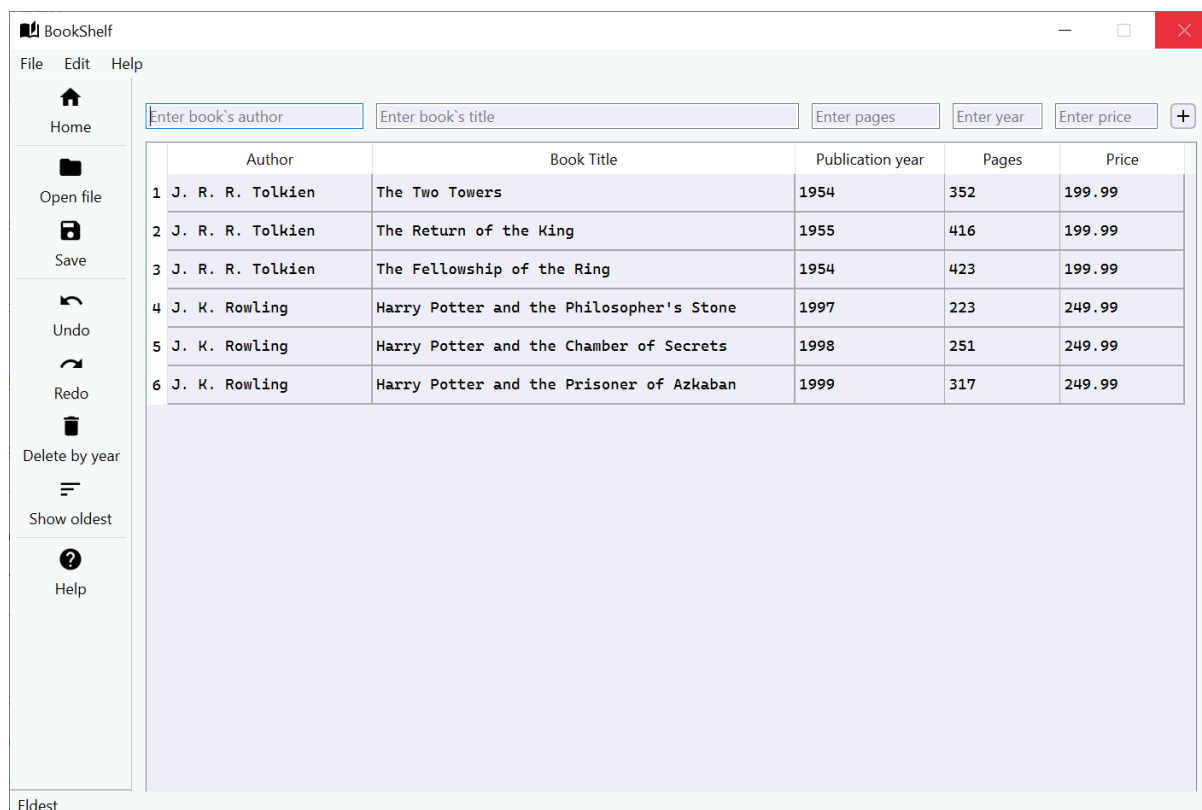 BookShelf
File Edit Help
Home
Open file
Save
Undo
Redo
Delete by year
Show oldest
Help
Enter book`s author Enter book`s title Enter pages Enter year Enter price +
Author Book Title Publication year Pages Price
1 J. R. R. Tolkien The Two Towers 1954 352 199.99
2 J. R. R. Tolkien The Return of the King 1955 416 199.99
3 J. R. R. Tolkien The Fellowship of the Ring 1954 423 199.99
4 J. K. Rowling Harry Potter and the Philosopher's Stone 1997 223 249.99
5 J. K. Rowling Harry Potter and the Chamber of Secrets 1998 251 249.99
6 J. K. Rowling Harry Potter and the Prisoner of Azkaban 1999 317 249.99
Eldest